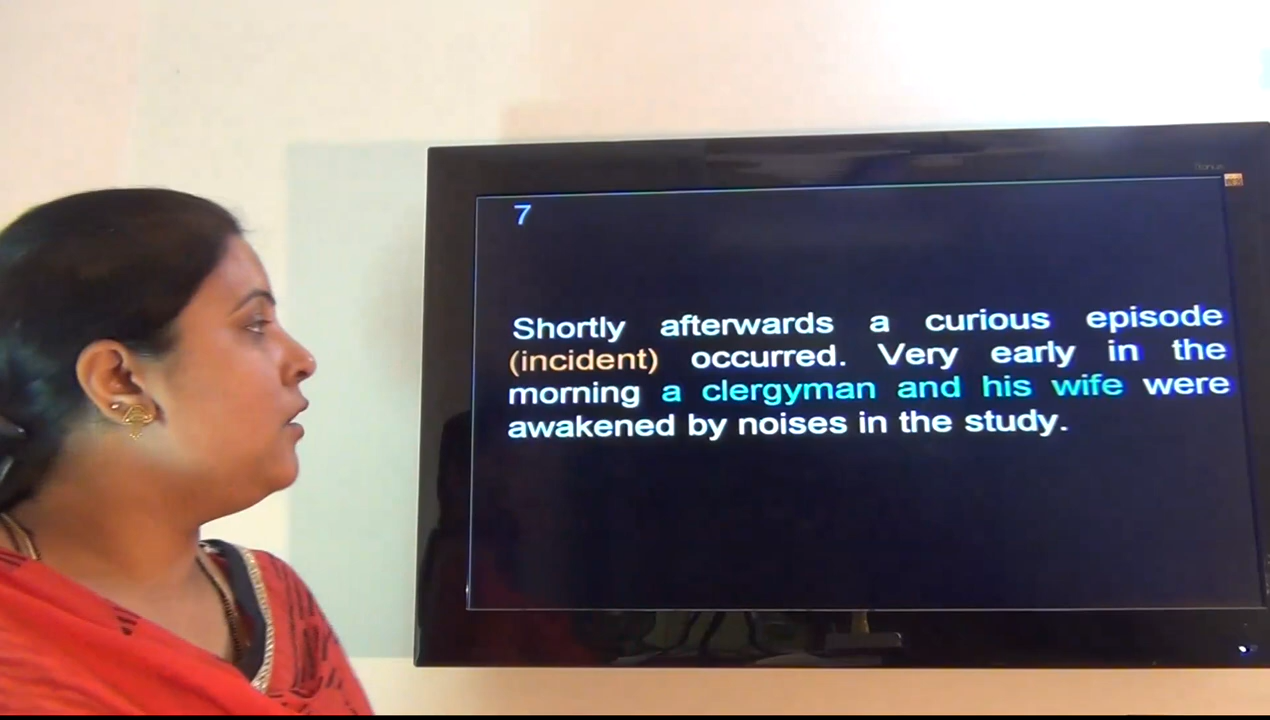 7
Shortly afterwards a curious episode
(incident) occurred. Very early in the
morning a clergyman and his wife were
awakened by noises in the study.